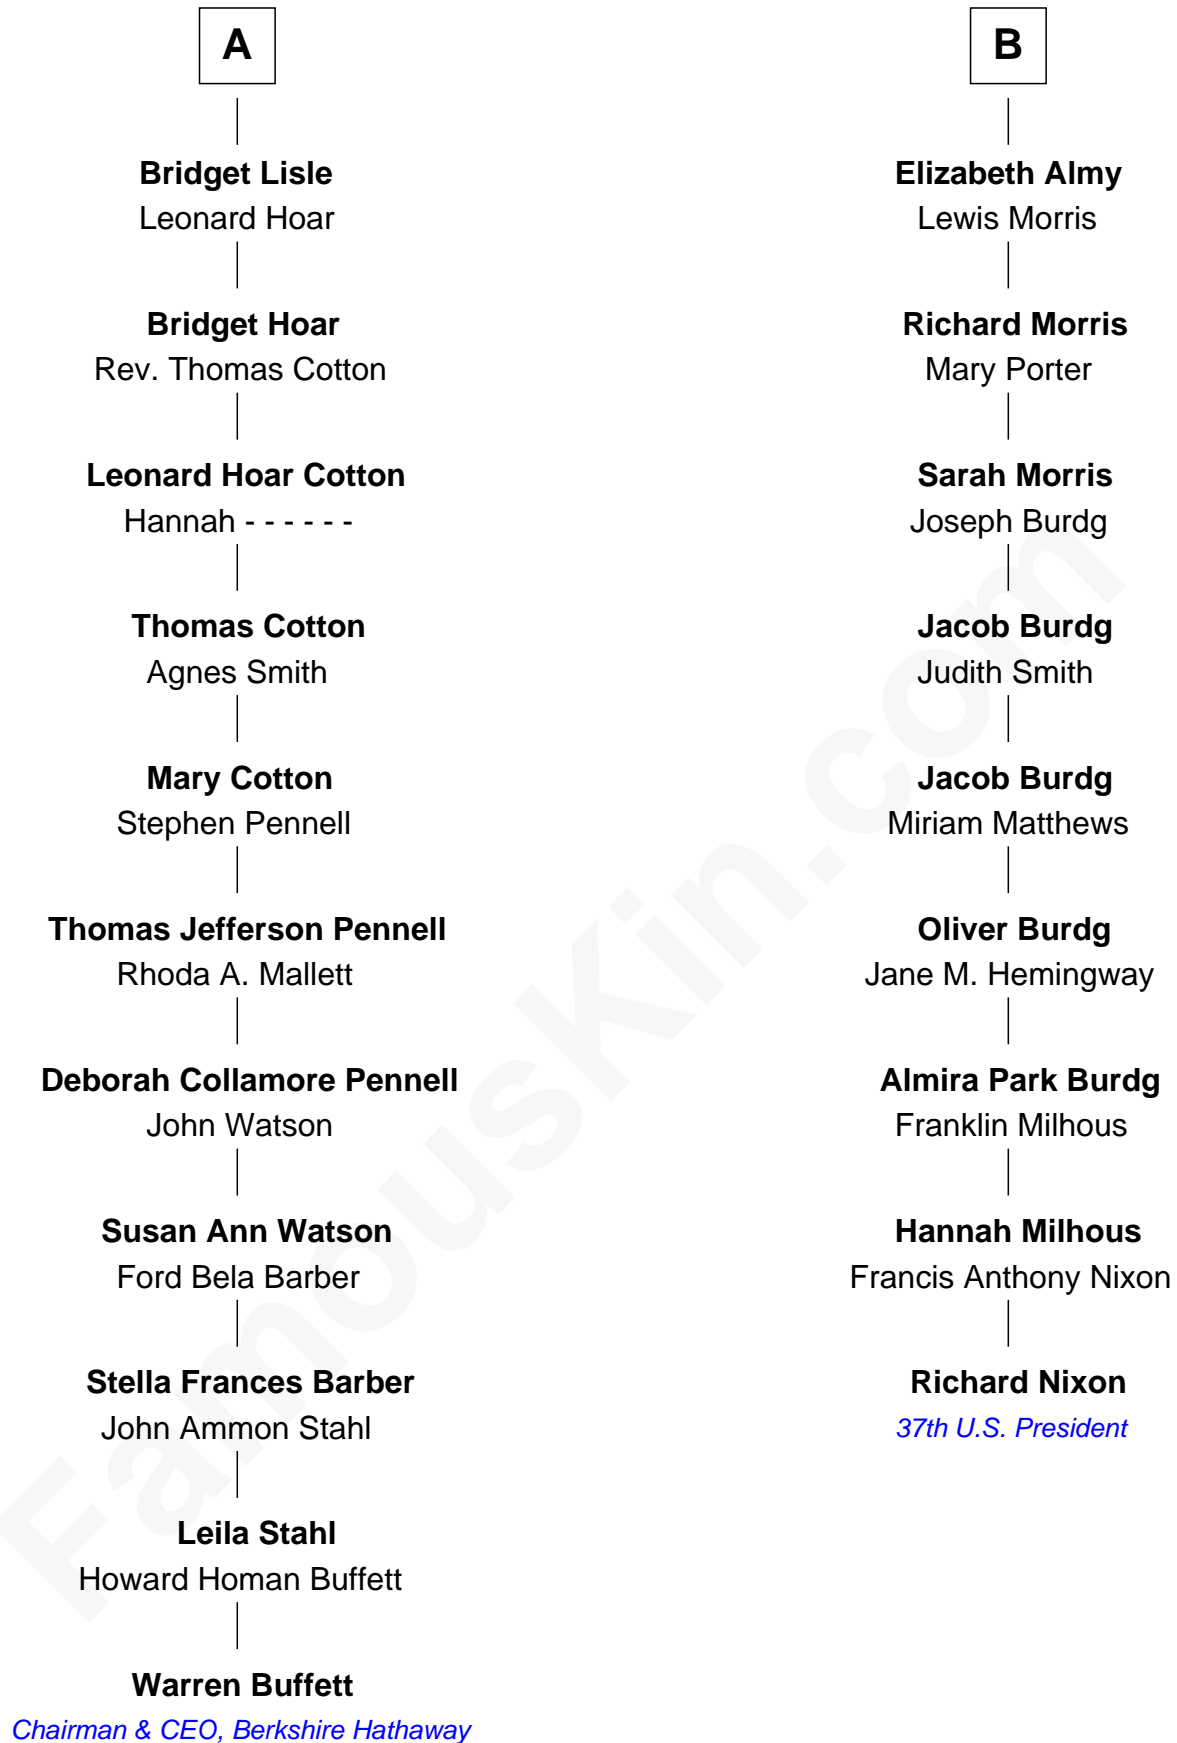 A
Bridget Lisle
Leonard Hoar
Bridget Hoar
Rev. Thomas Cotton
Leonard Hoar Cotton
Hannah - - - - - -
Thomas Cotton
Agnes Smith
Mary Cotton
Stephen Pennell
Thomas Jefferson Pennell
Rhoda A. Mallett
Deborah Collamore Pennell
John Watson
Susan Ann Watson
Ford Bela Barber
Stella Frances Barber
John Ammon Stahl
Leila Stahl
Howard Homan Buffett
Warren Buffett
Chairman & CEO, Berkshire Hathaway
B
Elizabeth Almy
Lewis Morris
Richard Morris
Mary Porter
Sarah Morris
Joseph Burdg
Jacob Burdg
Judith Smith
Jacob Burdg
Miriam Matthews
Oliver Burdg
Jane M. Hemingway
Almira Park Burdg
Franklin Milhous
Hannah Milhous
Francis Anthony Nixon
Richard Nixon
37th U.S. President
FamousKin.com